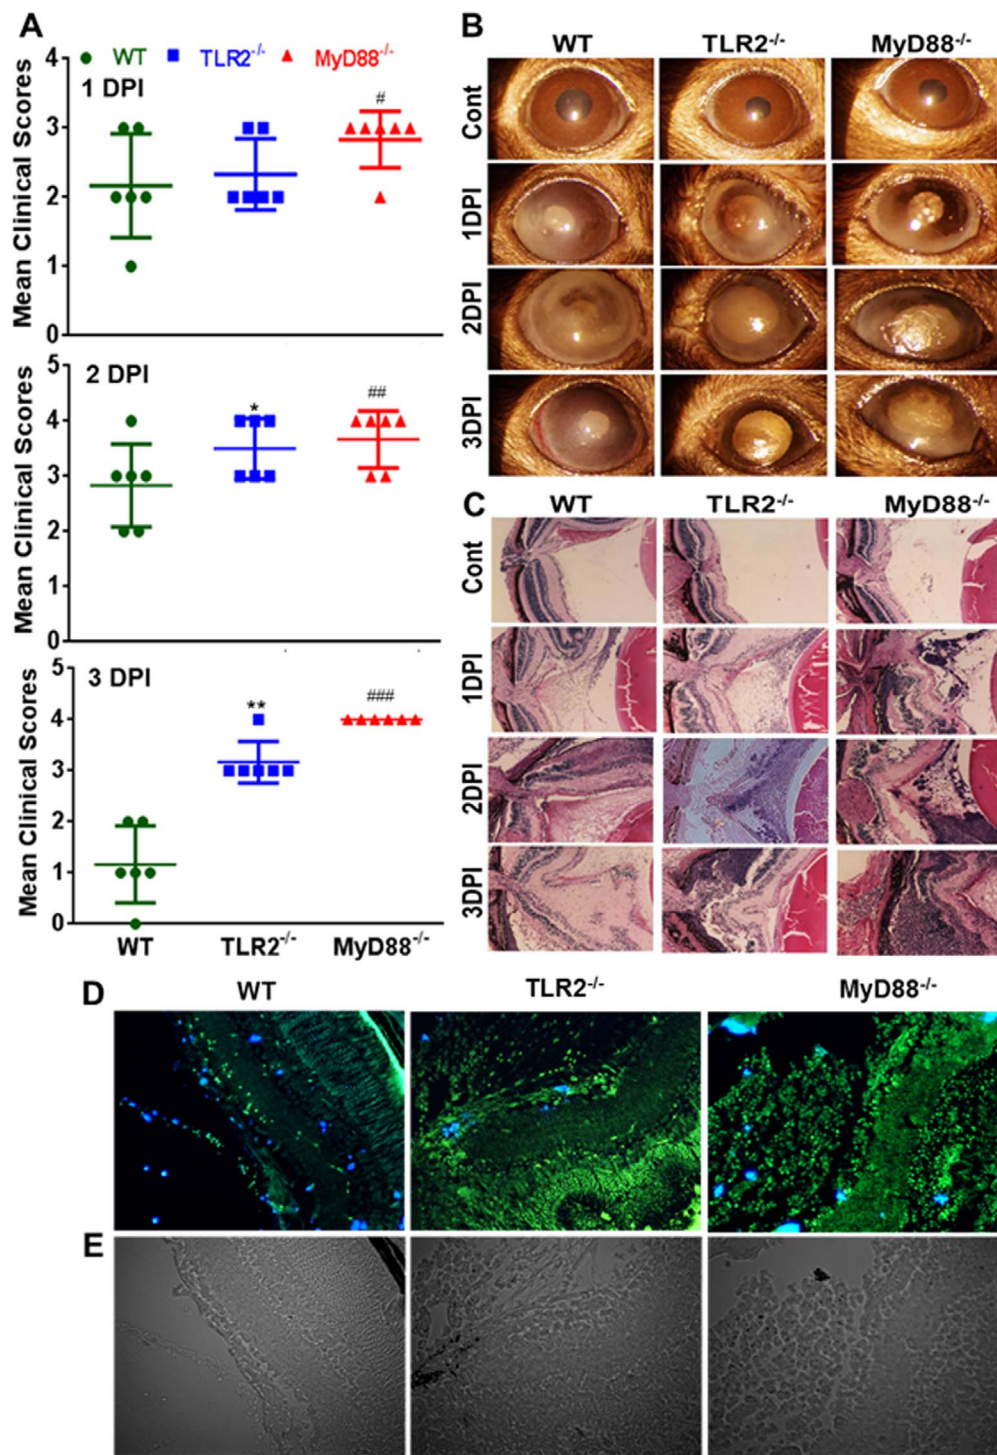 A
WT TLR2-/- MyD88-/-
1 DPI
Mean Clinical Scores
4
3
2
1
0
#
2 DPI
Mean Clinical Scores
5
4
3
2
1
0
*
##
3 DPI
Mean Clinical Scores
5
4
3
2
1
0
**
###
WT TLR2-/- MyD88-/-
B
WT TLR2-/- MyD88-/-
Cont
1DPI
2DPI
3DPI
C
WT TLR2-/- MyD88-/-
Cont
1DPI
2DPI
3DPI
D
WT TLR2-/- MyD88-/-
E